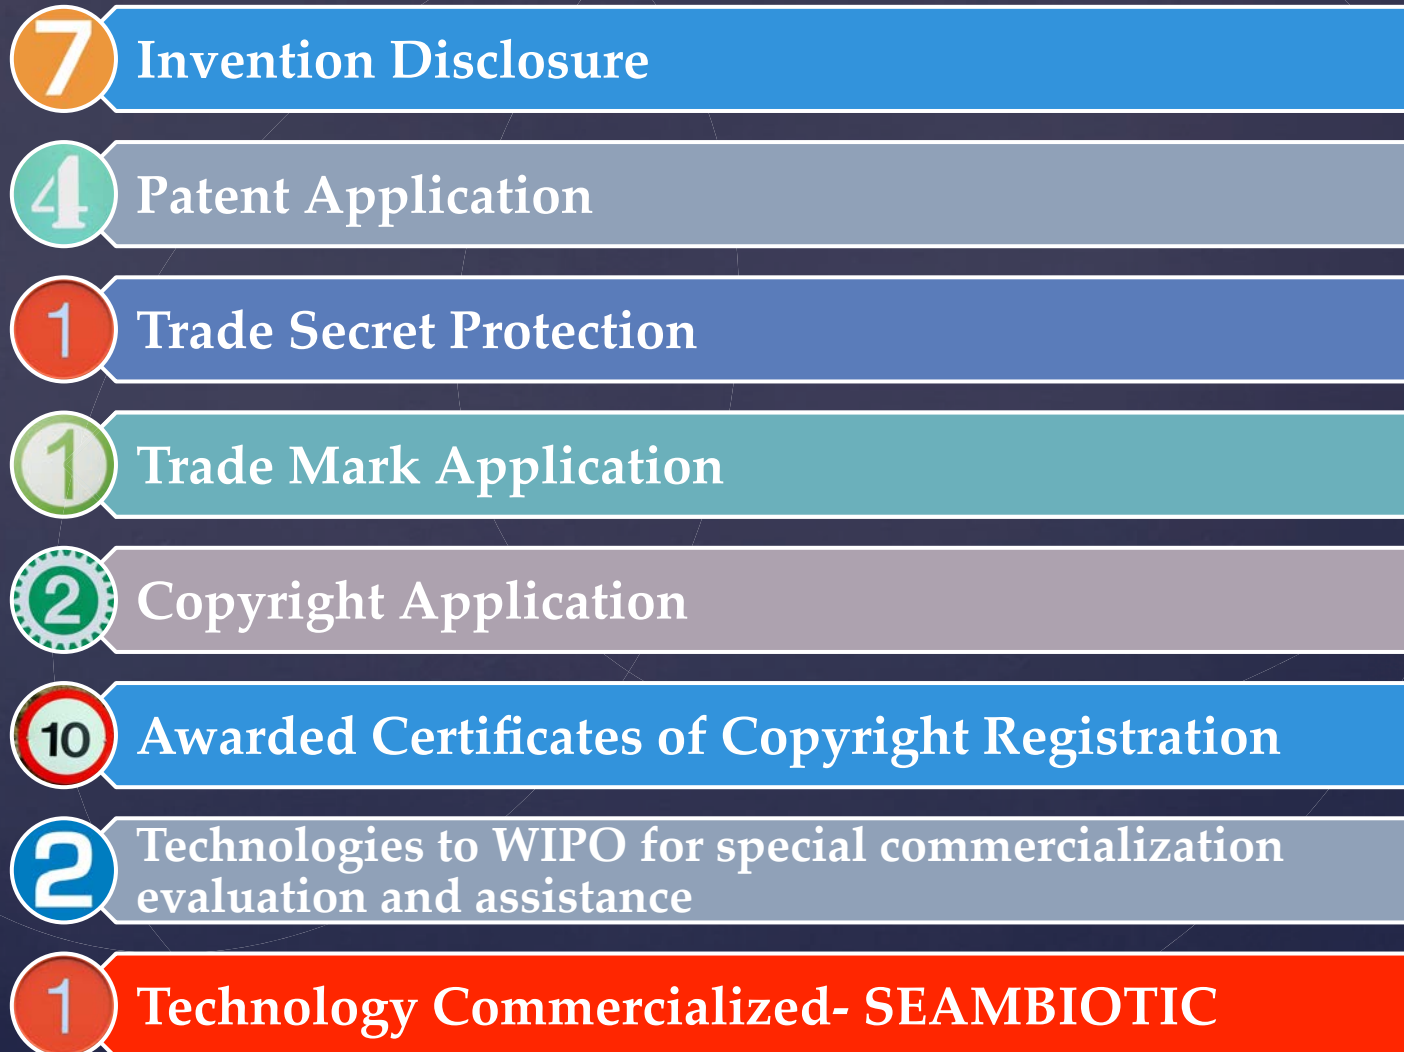 7 Invention Disclosure
4 Patent Application
1 Trade Secret Protection
1 Trade Mark Application
2 Copyright Application
10 Awarded Certificates of Copyright Registration
2 Technologies to WIPO for special commercialization
evaluation and assistance
1 Technology Commercialized- SEAMBIOTIC